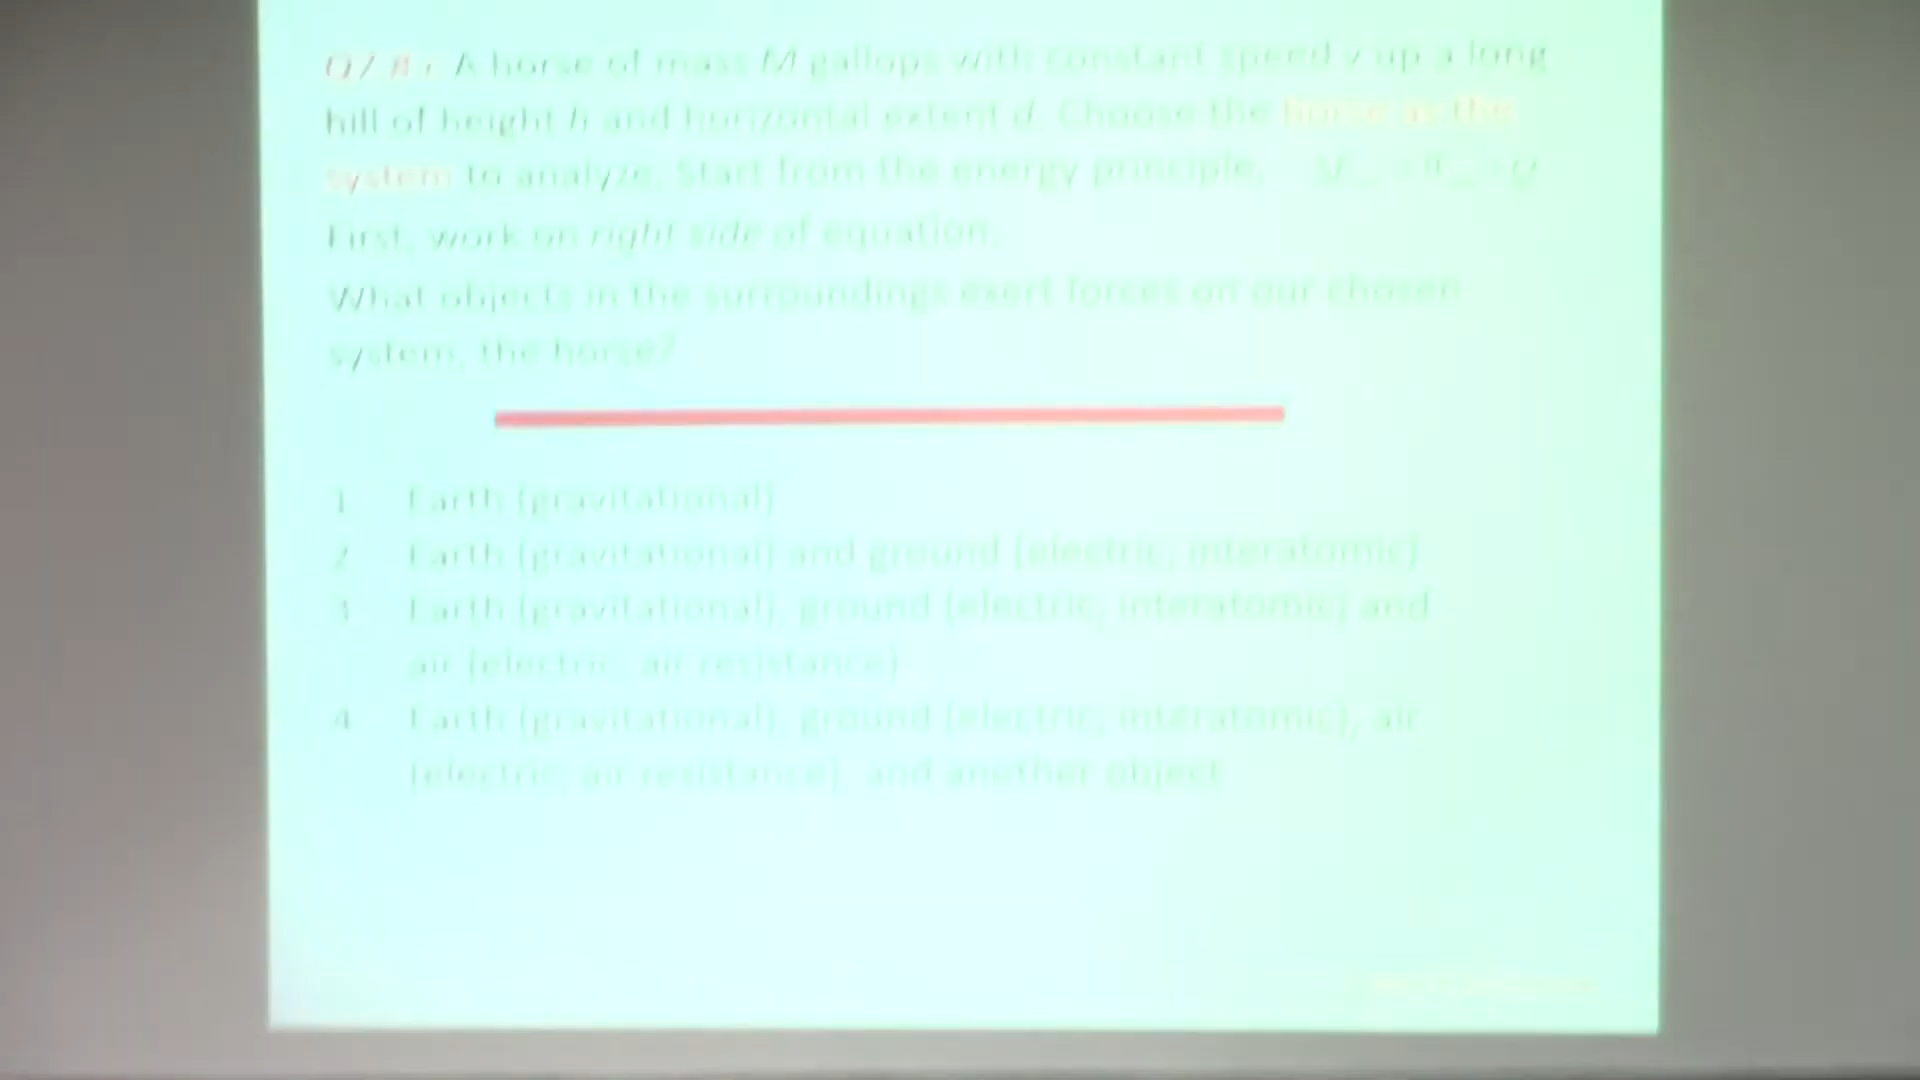 A horse of mass M gallops with constant speed v up a long
hill of height h and horizontal extent d. Choose the horse as the
system to analyze. Start from the energy principle,
First, work on right side of equation.
What objects in the surroundings exert forces on our chosen
system, the horse?
1 Earth (gravitational)
2 Earth (gravitational) and ground (electric; interatomic)
3 Earth (gravitational), ground (electric; interatomic) and
air (electric; air resistance)
4 Earth (gravitational), ground (electric; interatomic), air
(electric; air resistance), and another object